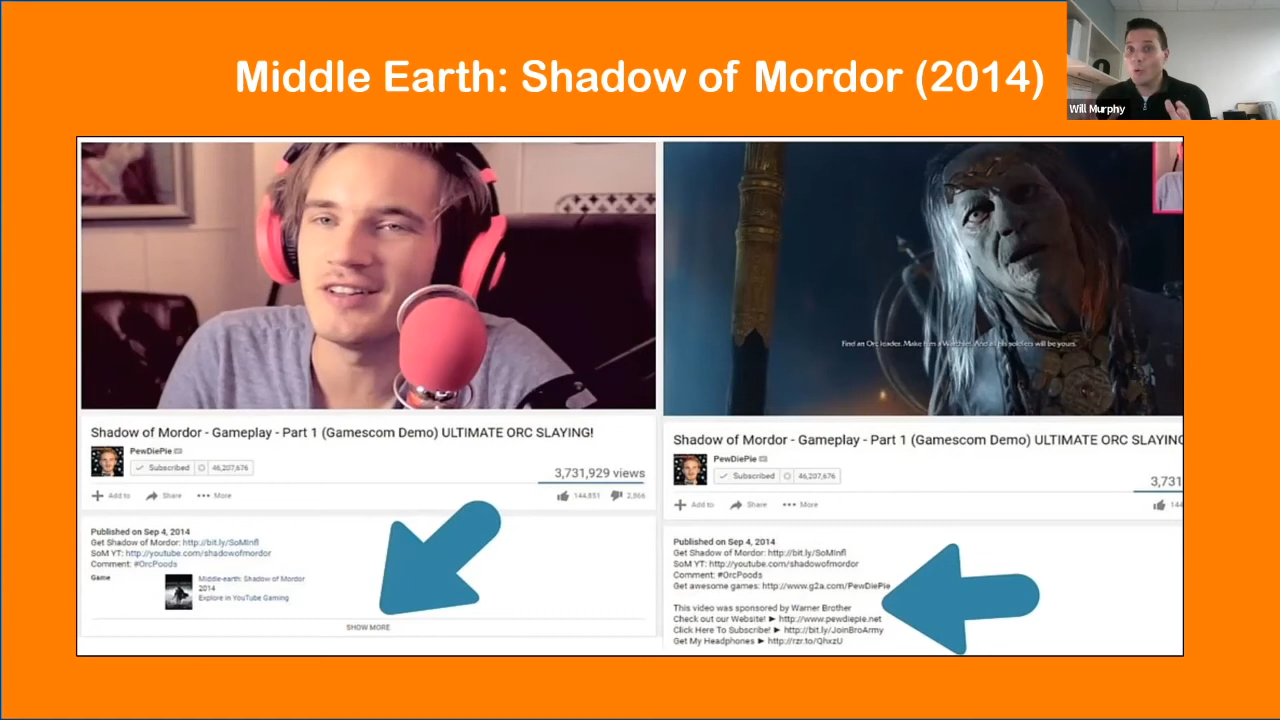 Middle Earth: Shadow of Mordor (2014)
Will Murphy
Shadow of Mordor - Gameplay - Part 1 (Gamescom Demo) ULTIMATE ORC SLAYING!
PewDiePie
Subscribed 46,207,676
3,731,929 views
Add to Share More 144,851 2,866
Published on Sep 4, 2014
Get Shadow of Mordor: http://bit.ly/SoMInfl
SoM YT: http://youtube.com/shadowofmordor
Comment: #OrcPoods
Game
Middle-earth: Shadow of Mordor
2014
Explore in YouTube Gaming
SHOW MORE
Find an Orc leader. Make him a Warchief. And all his soldiers will be yours.
Shadow of Mordor - Gameplay - Part 1 (Gamescom Demo) ULTIMATE ORC SLAYING
PewDiePie
Subscribed 46,207,676
3,731
Add to Share More 144
Published on Sep 4, 2014
Get Shadow of Mordor: http://bit.ly/SoMInfl
SoM YT: http://youtube.com/shadowofmordor
Comment: #OrcPoods
Get awesome games: http://www.g2a.com/PewDiePie
This video was sponsored by Warner Brother
Check out our Website! ► http://www.pewdiepie.net
Click Here To Subscribe! ► http://bit.ly/JoinBroArmy
Get My Headphones ► http://rzr.to/QhxzU